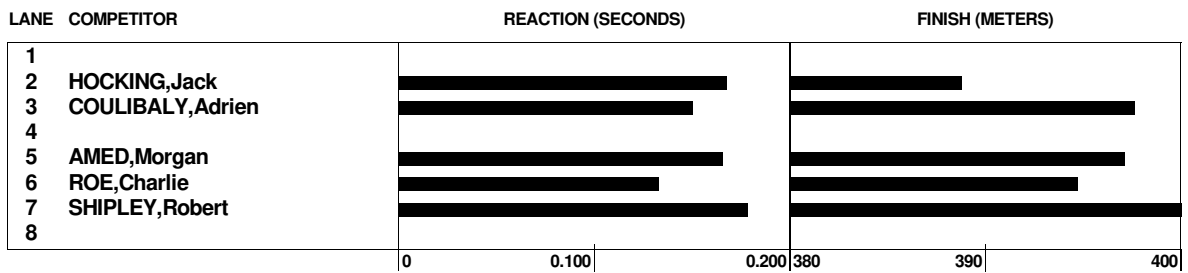 LANE COMPETITOR REACTION (SECONDS) FINISH (METERS)
1
2 HOCKING,Jack
3 COULIBALY,Adrien
4
5 AMED,Morgan
6 ROE,Charlie
7 SHIPLEY,Robert
8
0 0.100 0.200 380 390 400